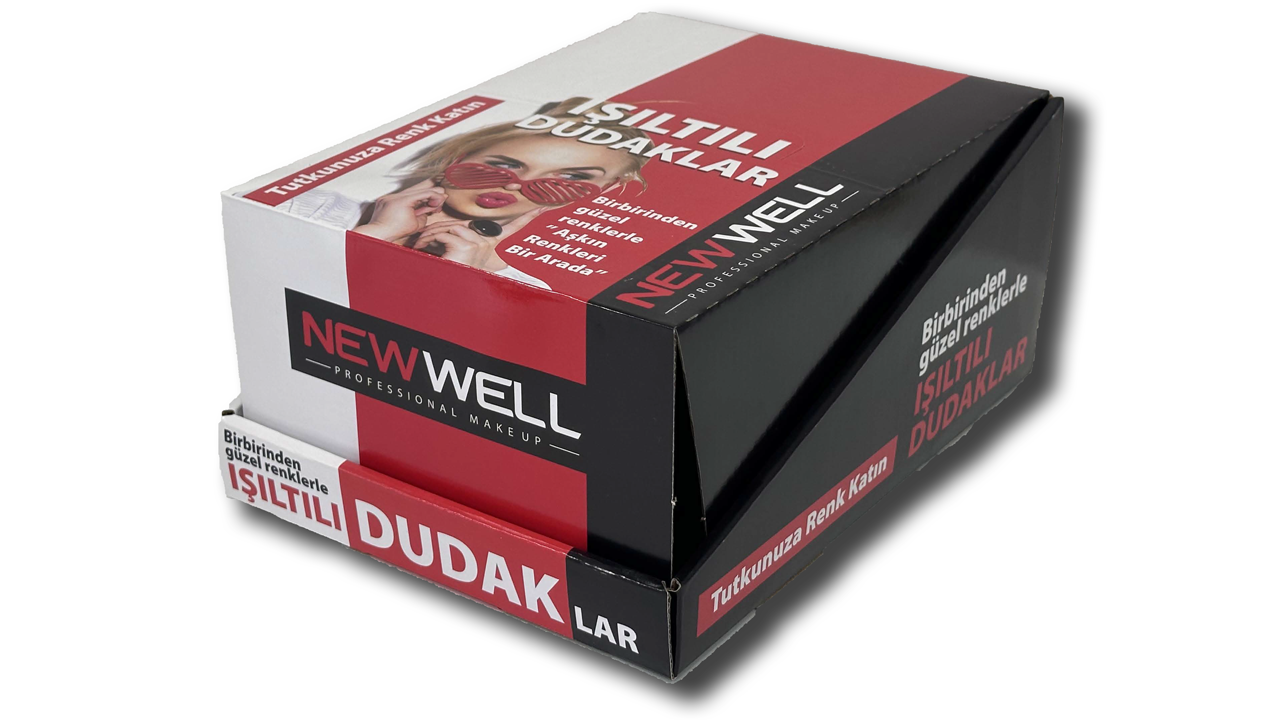 Tutkunuza Renk Katın
IŞILTILI
DUDAKLAR
Birbirinden
güzel
renklerle
"Aşkın
Renkleri
Bir Arada"
NEWWELL
PROFESSIONAL MAKEUP
NEWWELL
PROFESSIONAL MAKEUP
Birbirinden
güzel renklerle
IŞILTILI
DUDAK
LAR
Birbirinden
güzel renklerle
IŞILTILI
DUDAKLAR
Tutkunuza Renk Katın